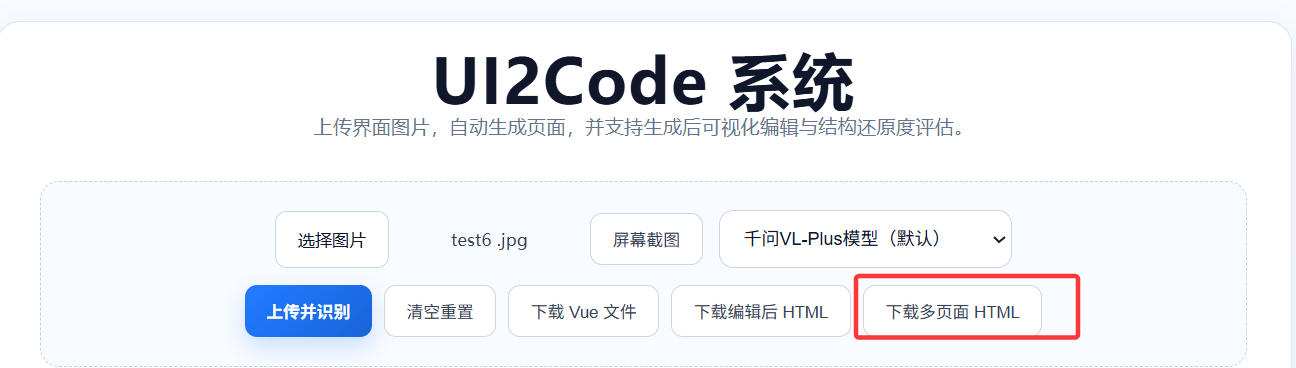 UI2Code 系统
上传界面图片，自动生成页面，并支持生成后可视化编辑与结构还原度评估。
选择图片 test6 .jpg 屏幕截图 千问VL-Plus模型（默认）
上传并识别 清空重置 下载 Vue 文件 下载编辑后 HTML 下载多页面 HTML